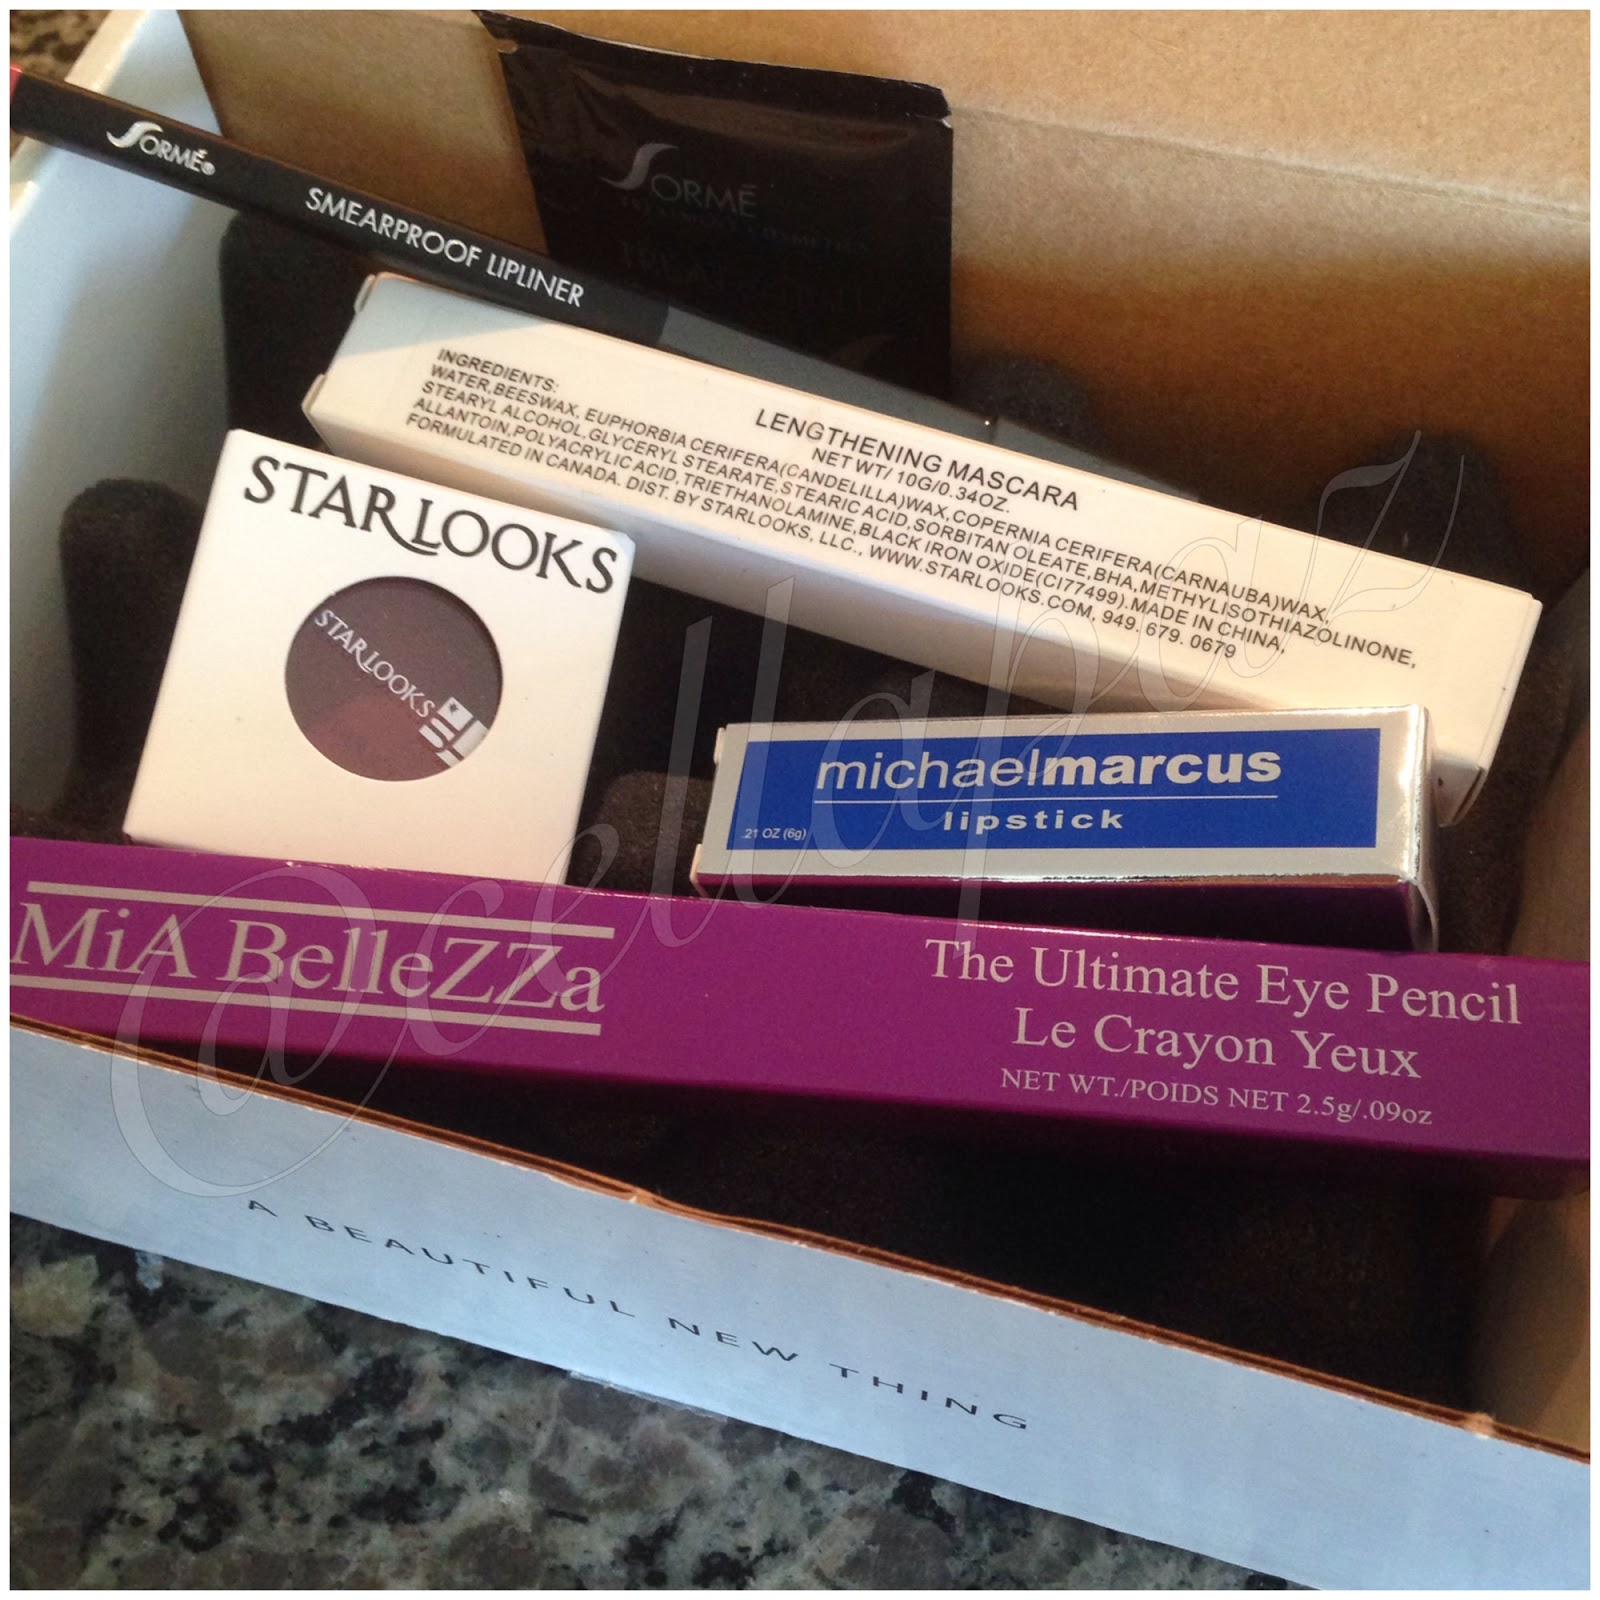 SORMÉ®
SMEARPROOF LIPLINER
SORMÉ
INGREDIENTS:
LENGTHENING MASCARA
NET WT/ 10G/0.34OZ.
WATER,BEESWAX, EUPHORBIA CERIFERA(CANDELILLA)WAX,COPERNIA CERIFERA(CARNAUBA)WAX,
STEARYL ALCOHOL,GLYCERYL STEARATE,STEARIC ACID,SORBITAN OLEATE,BHA,METHYLISOTHIAZOLINONE,
ALLANTOIN,POLYACRYLIC ACID,TRIETHANOLAMINE,BLACK IRON OXIDE(CI77499).MADE IN CHINA,
FORMULATED IN CANADA. DIST. BY STARLOOKS, LLC., WWW.STARLOOKS.COM, 949. 679. 0679
STARLOOKS
STARLOOKS
michaelmarcus
lipstick
.21 OZ (6g)
MiA BelleZZa
The Ultimate Eye Pencil
Le Crayon Yeux
NET WT./POIDS NET 2.5g/.09oz
@cellapaz
A BEAUTIFUL NEW THING